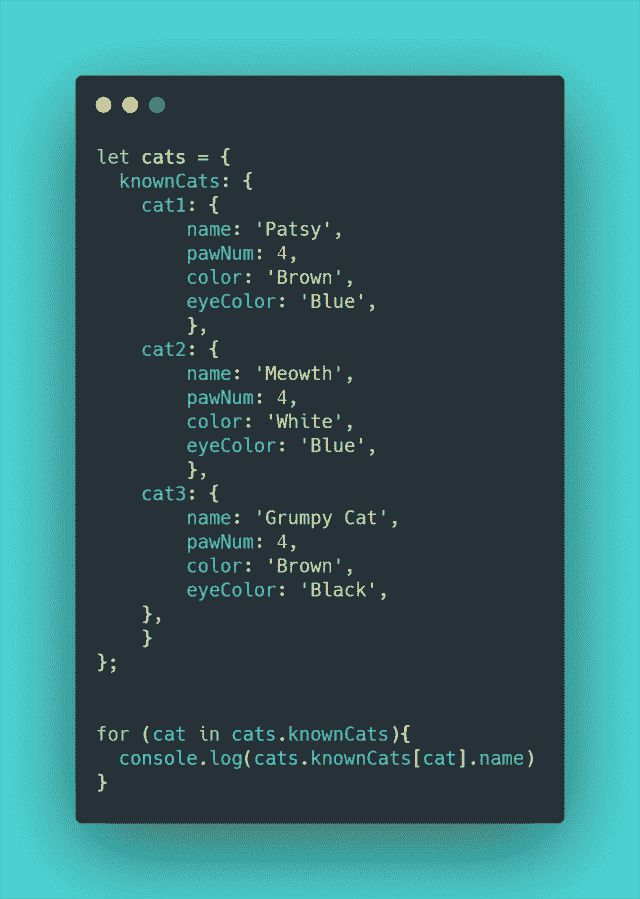 let cats = {
  knownCats: {
    cat1: {
        name: 'Patsy',
        pawNum: 4,
        color: 'Brown',
        eyeColor: 'Blue',
        },
    cat2: {
        name: 'Meowth',
        pawNum: 4,
        color: 'White',
        eyeColor: 'Blue',
        },
    cat3: {
        name: 'Grumpy Cat',
        pawNum: 4,
        color: 'Brown',
        eyeColor: 'Black',
    },
    }
};
for (cat in cats.knownCats){
  console.log(cats.knownCats[cat].name)
}